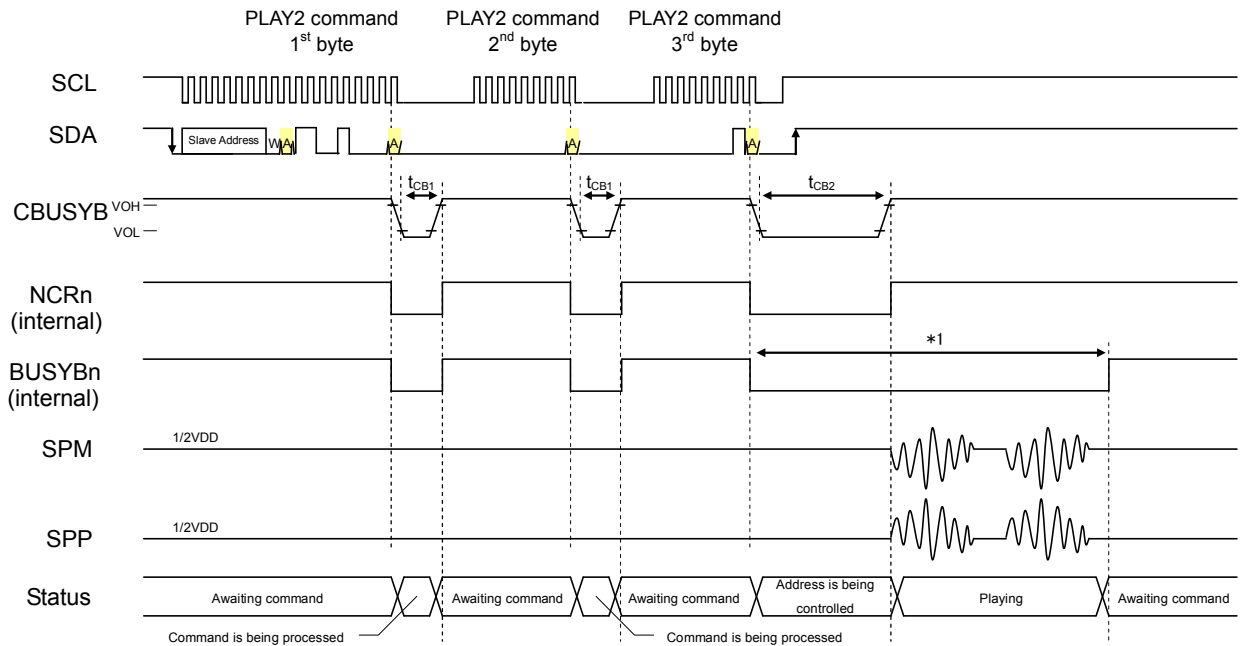 PLAY2 command
1st byte
PLAY2 command
2nd byte
PLAY2 command
3rd byte
SCL
SDA
Slave Address
W
A
A
A
A
tCB1
tCB1
tCB2
CBUSYB
VOH
VOL
NCRn
(internal)
*1
BUSYBn
(internal)
1/2VDD
SPM
1/2VDD
SPP
Status
Awaiting command
Awaiting command
Awaiting command
Address is being
controlled
Playing
Awaiting command
Command is being processed
Command is being processed